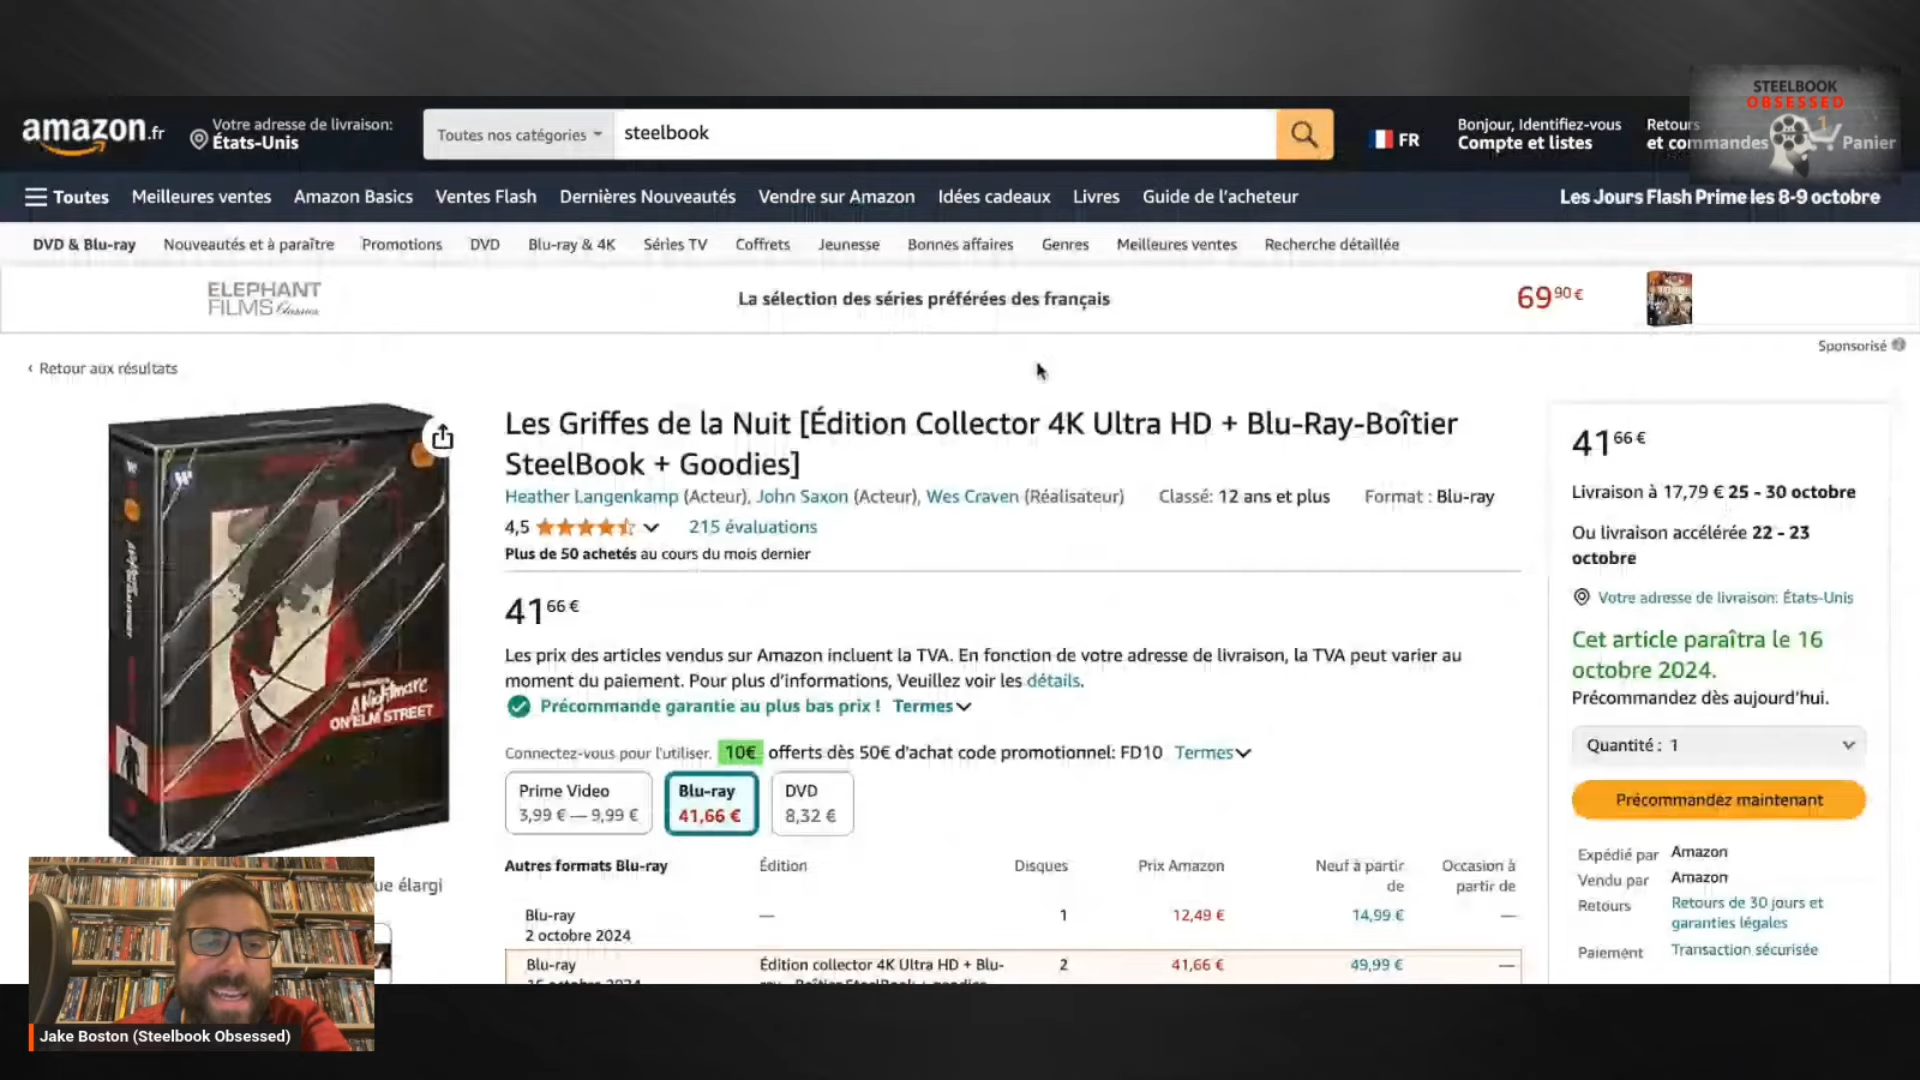 STEELBOOK
OBSESSED
amazon.fr
Votre adresse de livraison:
États-Unis
Toutes nos catégories
steelbook
FR
Bonjour, Identifiez-vous
Compte et listes
Retours
et commandes
1
Panier
Toutes
Meilleures ventes
Amazon Basics
Ventes Flash
Dernières Nouveautés
Vendre sur Amazon
Idées cadeaux
Livres
Guide de l'acheteur
Les Jours Flash Prime les 8-9 octobre
DVD & Blu-ray
Nouveautés et à paraître
Promotions
DVD
Blu-ray & 4K
Séries TV
Coffrets
Jeunesse
Bonnes affaires
Genres
Meilleures ventes
Recherche détaillée
ELEPHANT
FILMS Classics
La sélection des séries préférées des français
69 90 €
Sponsorisé
‹ Retour aux résultats
A Nightmare
ON ELM STREET
ue élargi
Les Griffes de la Nuit [Édition Collector 4K Ultra HD + Blu-Ray-Boîtier
SteelBook + Goodies]
Heather Langenkamp (Acteur), John Saxon (Acteur), Wes Craven (Réalisateur)
Classé: 12 ans et plus
Format : Blu-ray
4,5
215 évaluations
Plus de 50 achetés au cours du mois dernier
41 66 €
Les prix des articles vendus sur Amazon incluent la TVA. En fonction de votre adresse de livraison, la TVA peut varier au
moment du paiement. Pour plus d'informations, Veuillez voir les détails.
Précommande garantie au plus bas prix ! Termes
Connectez-vous pour l'utiliser. 10€ offerts dès 50€ d'achat code promotionnel: FD10 Termes
Prime Video
3,99 € — 9,99 €
Blu-ray
41,66 €
DVD
8,32 €
Autres formats Blu-ray
Édition
Disques
Prix Amazon
Neuf à partir
de
Occasion à
partir de
Blu-ray
2 octobre 2024
—
1
12,49 €
14,99 €
—
Blu-ray
16 octobre 2024
Édition collector 4K Ultra HD + Blu-
ray - Boîtier SteelBook + goodies
2
41,66 €
49,99 €
—
41 66 €
Livraison à 17,79 € 25 - 30 octobre
Ou livraison accélérée 22 - 23
octobre
Votre adresse de livraison: États-Unis
Cet article paraîtra le 16
octobre 2024.
Précommandez dès aujourd'hui.
Quantité : 1
Précommandez maintenant
Expédié par
Amazon
Vendu par
Amazon
Retours
Retours de 30 jours et
garanties légales
Paiement
Transaction sécurisée
Jake Boston (Steelbook Obsessed)